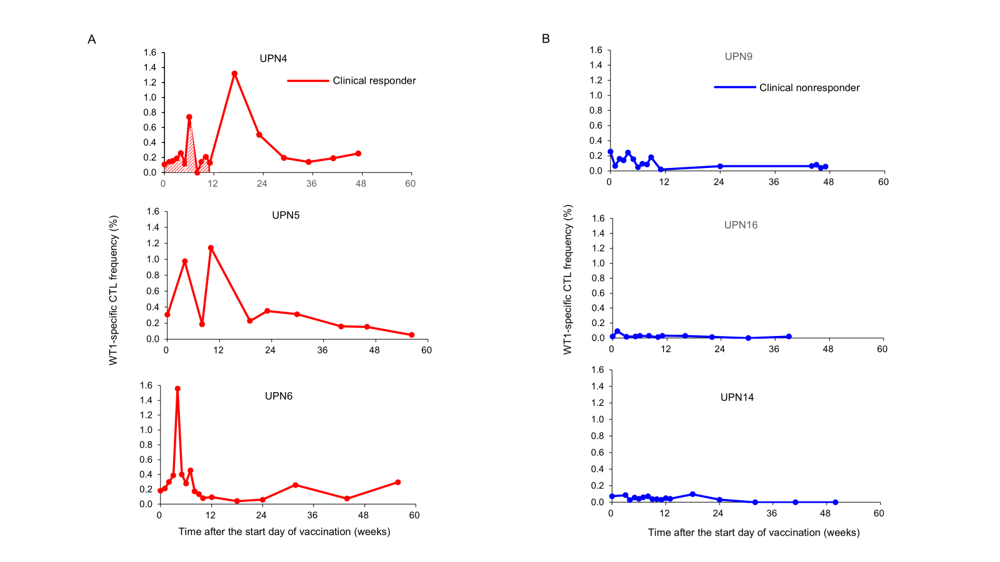 A
UPN4
Clinical responder
1.6
1.4
1.2
1.0
0.8
0.6
0.4
0.2
0.0
0 12 24 36 48 60
UPN5
1.6
1.4
1.2
1.0
0.8
0.6
0.4
0.2
0.0
0 12 24 36 48 60
WT1-specific CTL frequency (%)
UPN6
1.6
1.4
1.2
1.0
0.8
0.6
0.4
0.2
0.0
0 12 24 36 48 60
Time after the start day of vaccination (weeks)
B
UPN9
Clinical nonresponder
1.6
1.4
1.2
1.0
0.8
0.6
0.4
0.2
0.0
0 12 24 36 48 60
UPN16
1.6
1.4
1.2
1.0
0.8
0.6
0.4
0.2
0.0
0 12 24 36 48 60
WT1-specific CTL frequency (%)
UPN14
1.6
1.4
1.2
1.0
0.8
0.6
0.4
0.2
0.0
0 12 24 36 48 60
Time after the start day of vaccination (weeks)